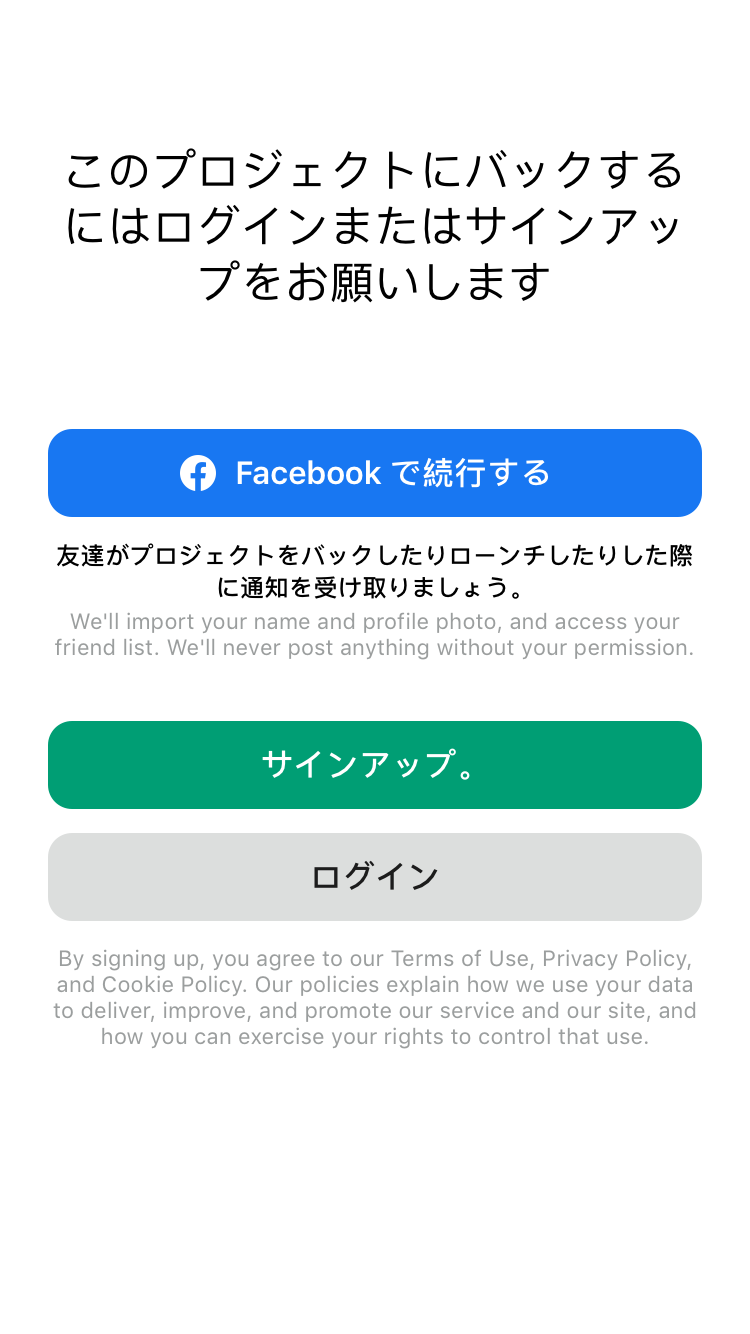 このプロジェクトにバックする
にはログインまたはサインアッ
プをお願いします
Facebook で続行する
友達がプロジェクトをバックしたりローンチしたりした際
に通知を受け取りましょう。
We'll import your name and profile photo, and access your
friend list. We'll never post anything without your permission.
サインアップ。
ログイン
By signing up, you agree to our Terms of Use, Privacy Policy,
and Cookie Policy. Our policies explain how we use your data
to deliver, improve, and promote our service and our site, and
how you can exercise your rights to control that use.